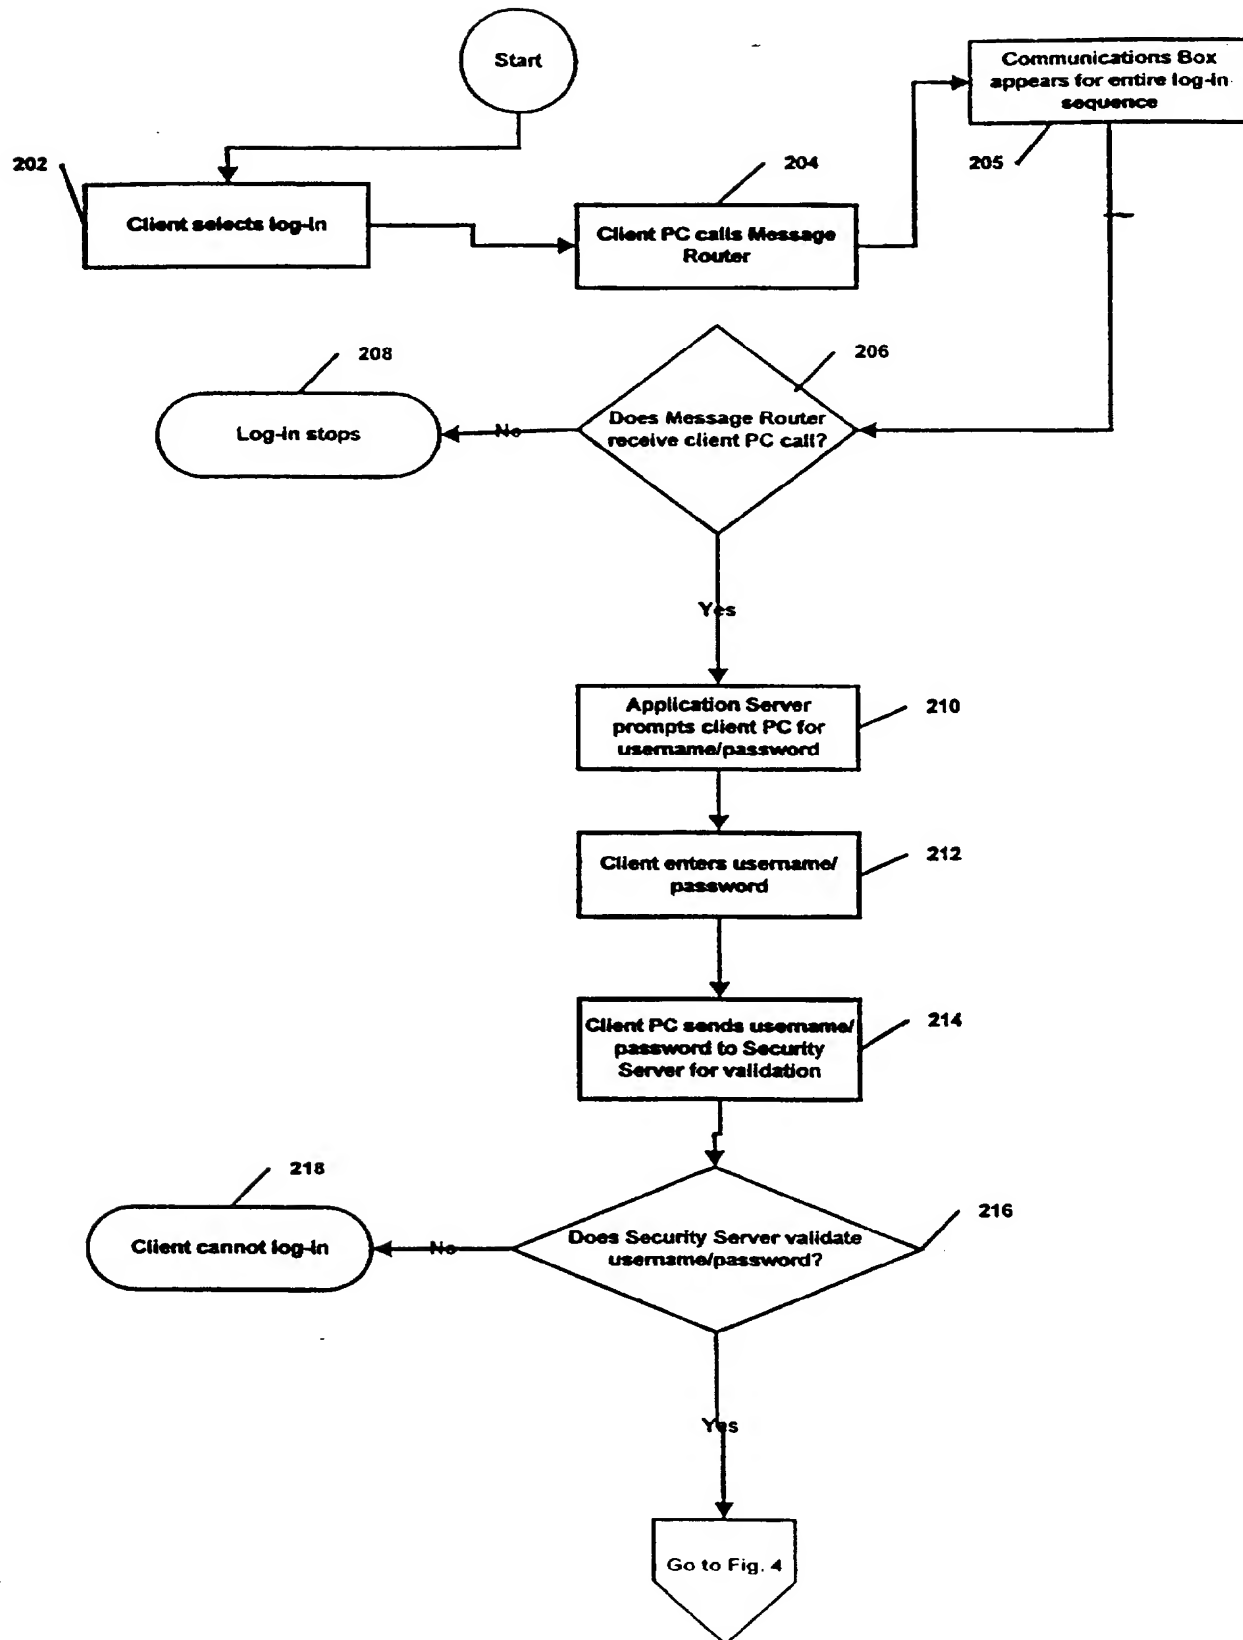 Start
Communications Box
appears for entire log-in
sequence
202
204
205
Client selects log-in
Client PC calls Message
Router
208
206
Log-in stops
No
Does Message Router
receive client PC call?
Yes
Application Server
prompts client PC for
username/password
210
Client enters username/
password
212
Client PC sends username/
password to Security
Server for validation
214
218
216
Client cannot log-in
No
Does Security Server validate
username/password?
Yes
Go to Fig. 4